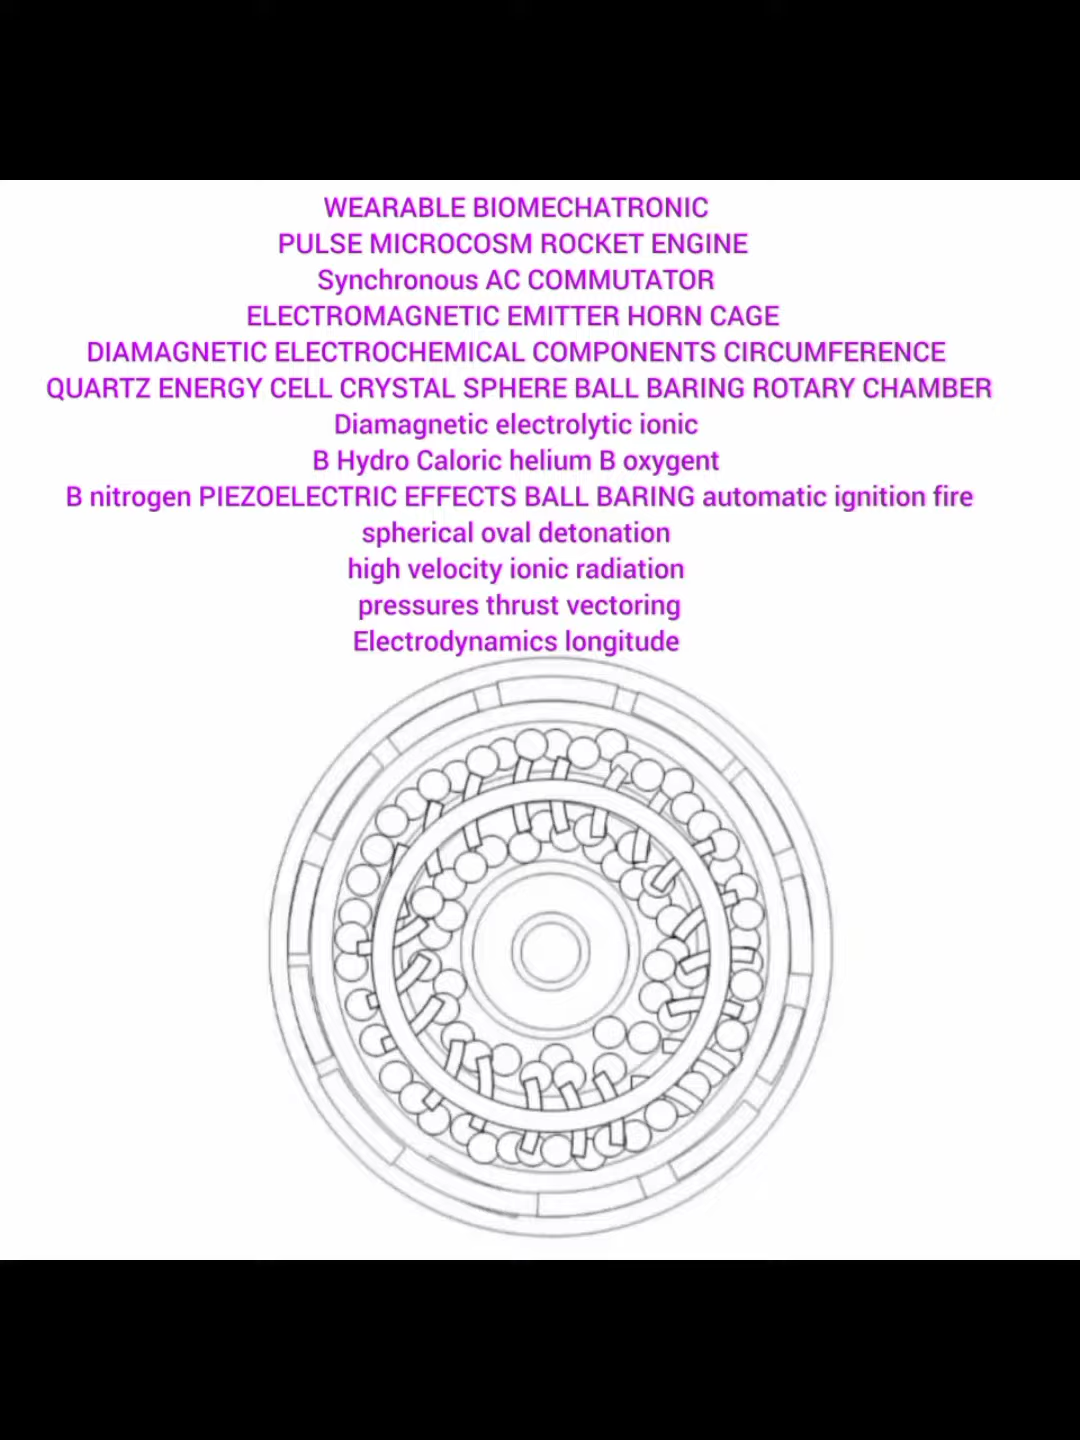 WEARABLE BIOMECHATRONIC
PULSE MICROCOSM ROCKET ENGINE
Synchronous AC COMMUTATOR
ELECTROMAGNETIC EMITTER HORN CAGE
DIAMAGNETIC ELECTROCHEMICAL COMPONENTS CIRCUMFERENCE
QUARTZ ENERGY CELL CRYSTAL SPHERE BALL BARING ROTARY CHAMBER
Diamagnetic electrolytic ionic
B Hydro Caloric helium B oxygent
B nitrogen PIEZOELECTRIC EFFECTS BALL BARING automatic ignition fire
spherical oval detonation
high velocity ionic radiation
pressures thrust vectoring
Electrodynamics longitude